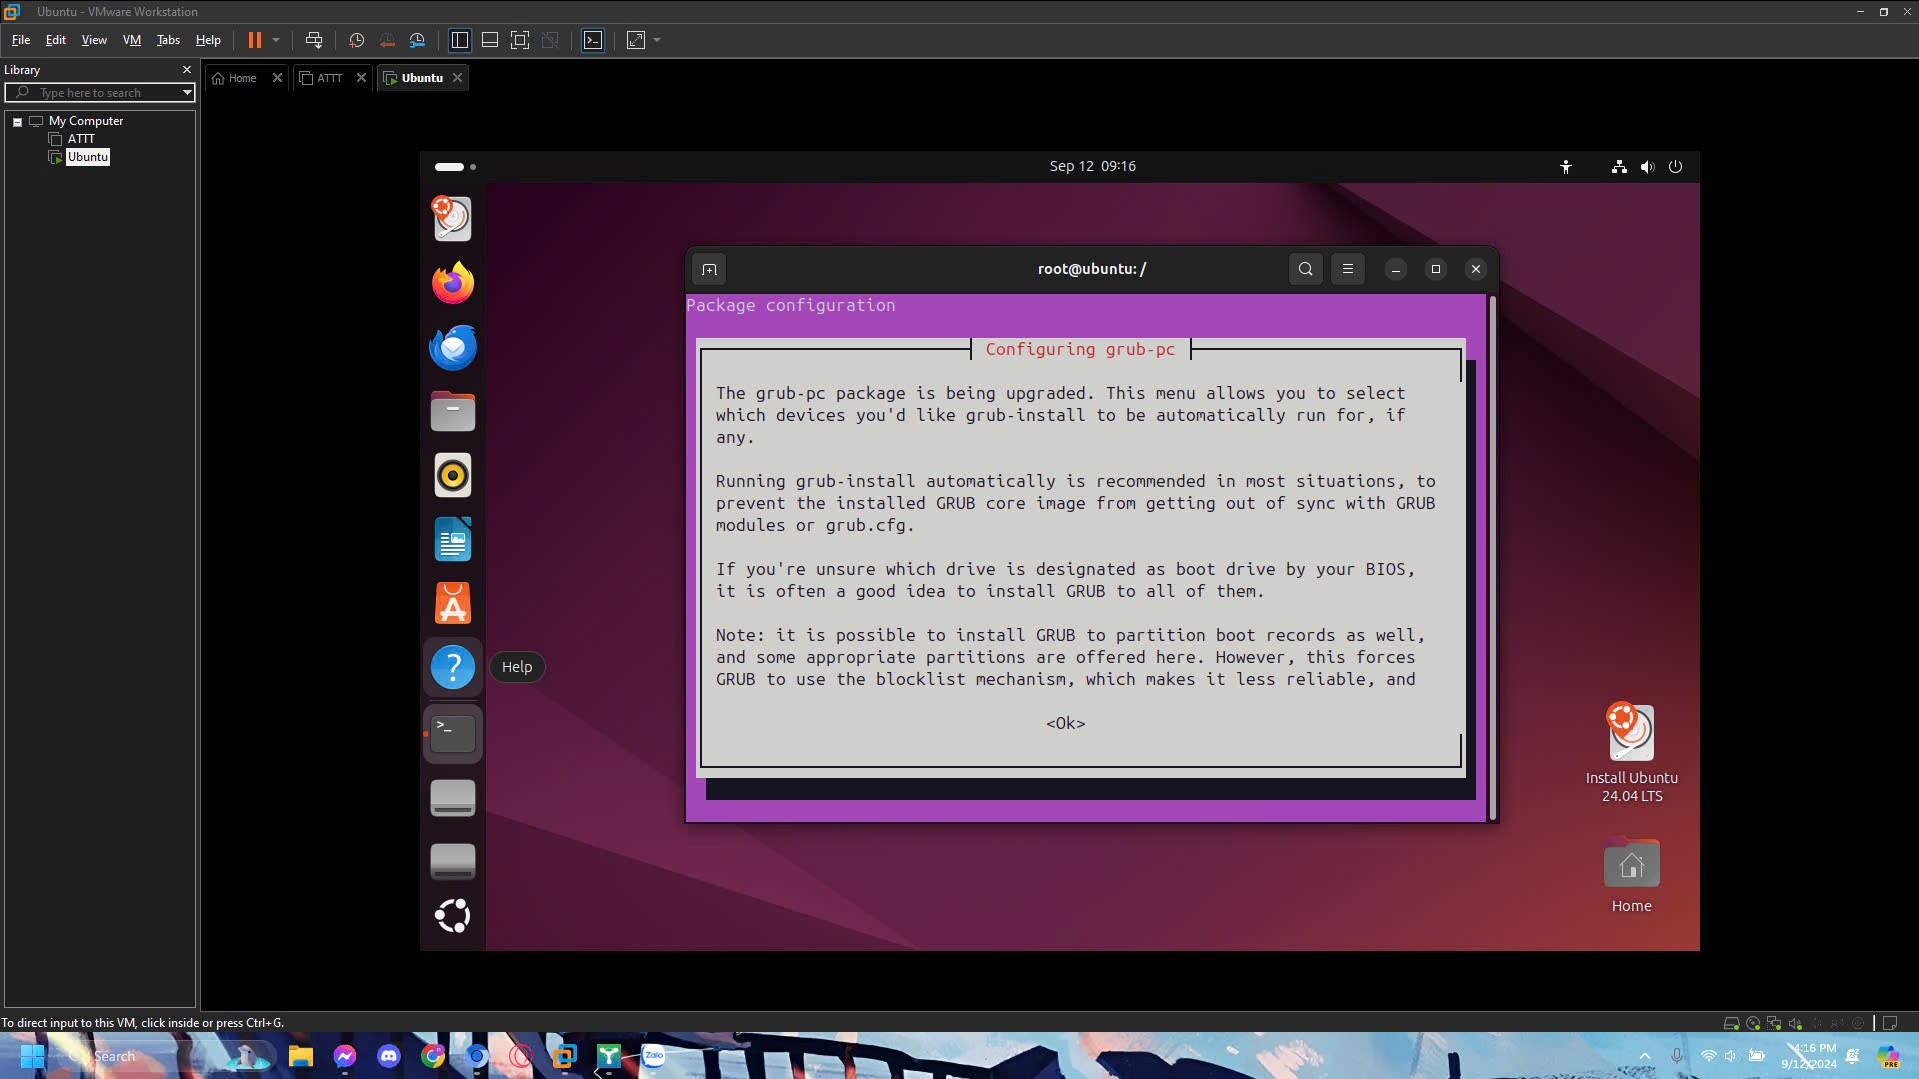 Ubuntu - VMware Workstation
File Edit View VM Tabs Help
Library
Type here to search
My Computer
ATTT
Ubuntu
Home ATTT Ubuntu
Sep 12 09:16
root@ubuntu: /
Package configuration
Configuring grub-pc
The grub-pc package is being upgraded. This menu allows you to select
which devices you'd like grub-install to be automatically run for, if
any.
Running grub-install automatically is recommended in most situations, to
prevent the installed GRUB core image from getting out of sync with GRUB
modules or grub.cfg.
If you're unsure which drive is designated as boot drive by your BIOS,
it is often a good idea to install GRUB to all of them.
Note: it is possible to install GRUB to partition boot records as well,
and some appropriate partitions are offered here. However, this forces
GRUB to use the blocklist mechanism, which makes it less reliable, and
<Ok>
Help
Install Ubuntu
24.04 LTS
Home
To direct input to this VM, click inside or press Ctrl+G.
Search
Zalo
4:16 PM
9/12/2024
PRE